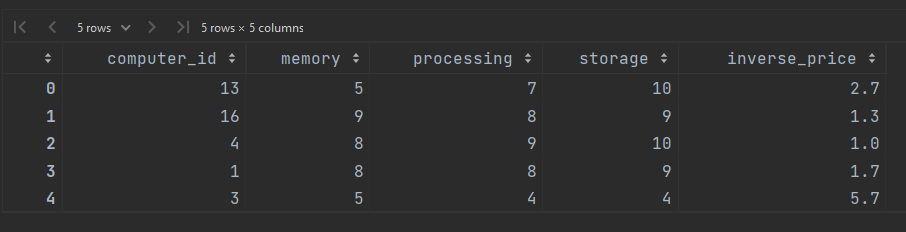 5 rows 5 rows × 5 columns
computer_id memory processing storage inverse_price
0 13 5 7 10 2.7
1 16 9 8 9 1.3
2 4 8 9 10 1.0
3 1 8 8 9 1.7
4 3 5 4 4 5.7